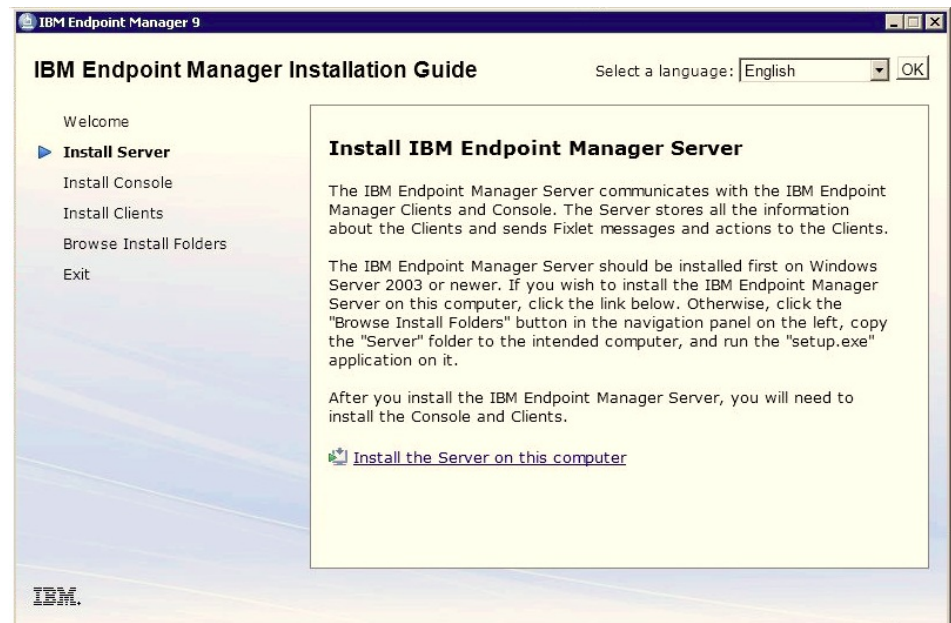 IBM Endpoint Manager 9
IBM Endpoint Manager Installation Guide
Select a language: English OK
Welcome
Install Server
Install Console
Install Clients
Browse Install Folders
Exit
Install IBM Endpoint Manager Server
The IBM Endpoint Manager Server communicates with the IBM Endpoint
Manager Clients and Console. The Server stores all the information
about the Clients and sends Fixlet messages and actions to the Clients.
The IBM Endpoint Manager Server should be installed first on Windows
Server 2003 or newer. If you wish to install the IBM Endpoint Manager
Server on this computer, click the link below. Otherwise, click the
"Browse Install Folders" button in the navigation panel on the left, copy
the "Server" folder to the intended computer, and run the "setup.exe"
application on it.
After you install the IBM Endpoint Manager Server, you will need to
install the Console and Clients.
Install the Server on this computer
IBM.